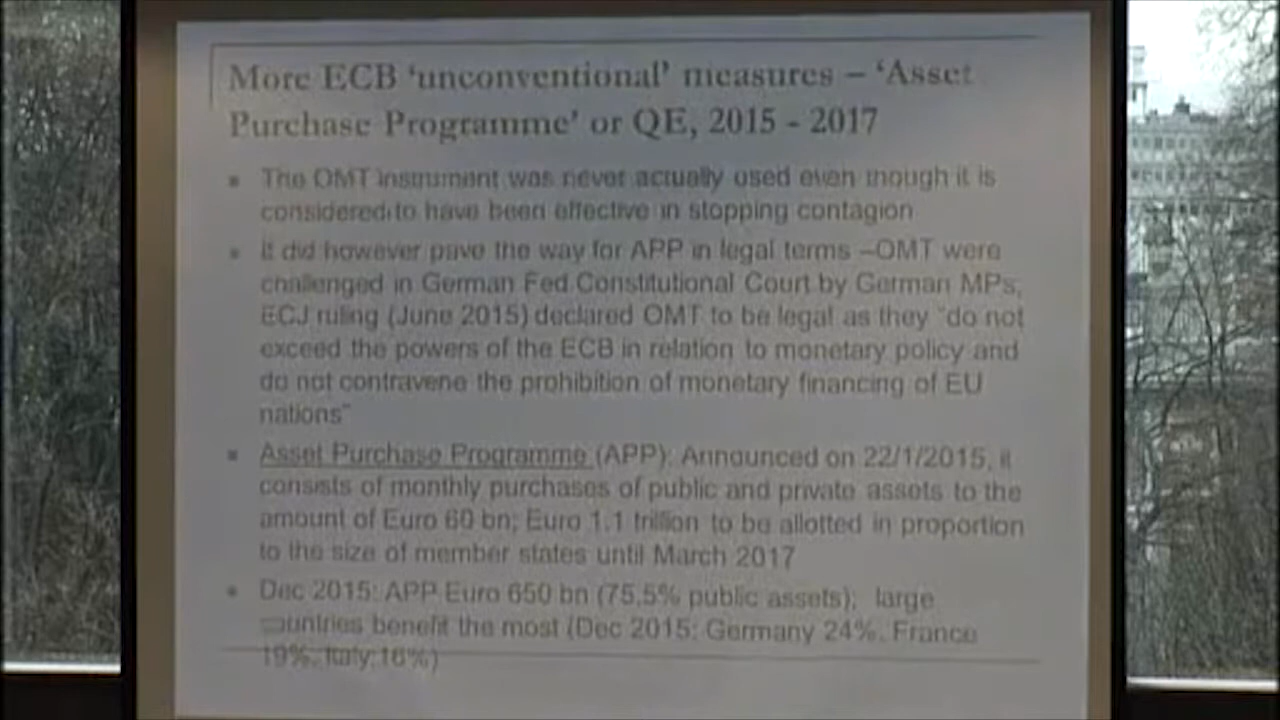 More ECB ‘unconventional’ measures – ‘Asset
Purchase Programme’ or QE, 2015 - 2017
▪ The OMT instrument was never actually used even though it is
considered to have been effective in stopping contagion
▪ It did however pave the way for APP in legal terms –OMT were
challenged in German Fed Constitutional Court by German MPs;
ECJ ruling (June 2015) declared OMT to be legal as they “do not
exceed the powers of the ECB in relation to monetary policy and
do not contravene the prohibition of monetary financing of EU
nations”
▪ Asset Purchase Programme (APP): Announced on 22/1/2015, it
consists of monthly purchases of public and private assets to the
amount of Euro 60 bn; Euro 1.1 trillion to be allotted in proportion
to the size of member states until March 2017
▪ Dec 2015: APP Euro 650 bn (75,5% public assets); large
countries benefit the most (Dec 2015: Germany 24%, France
19%, Italy 16%)